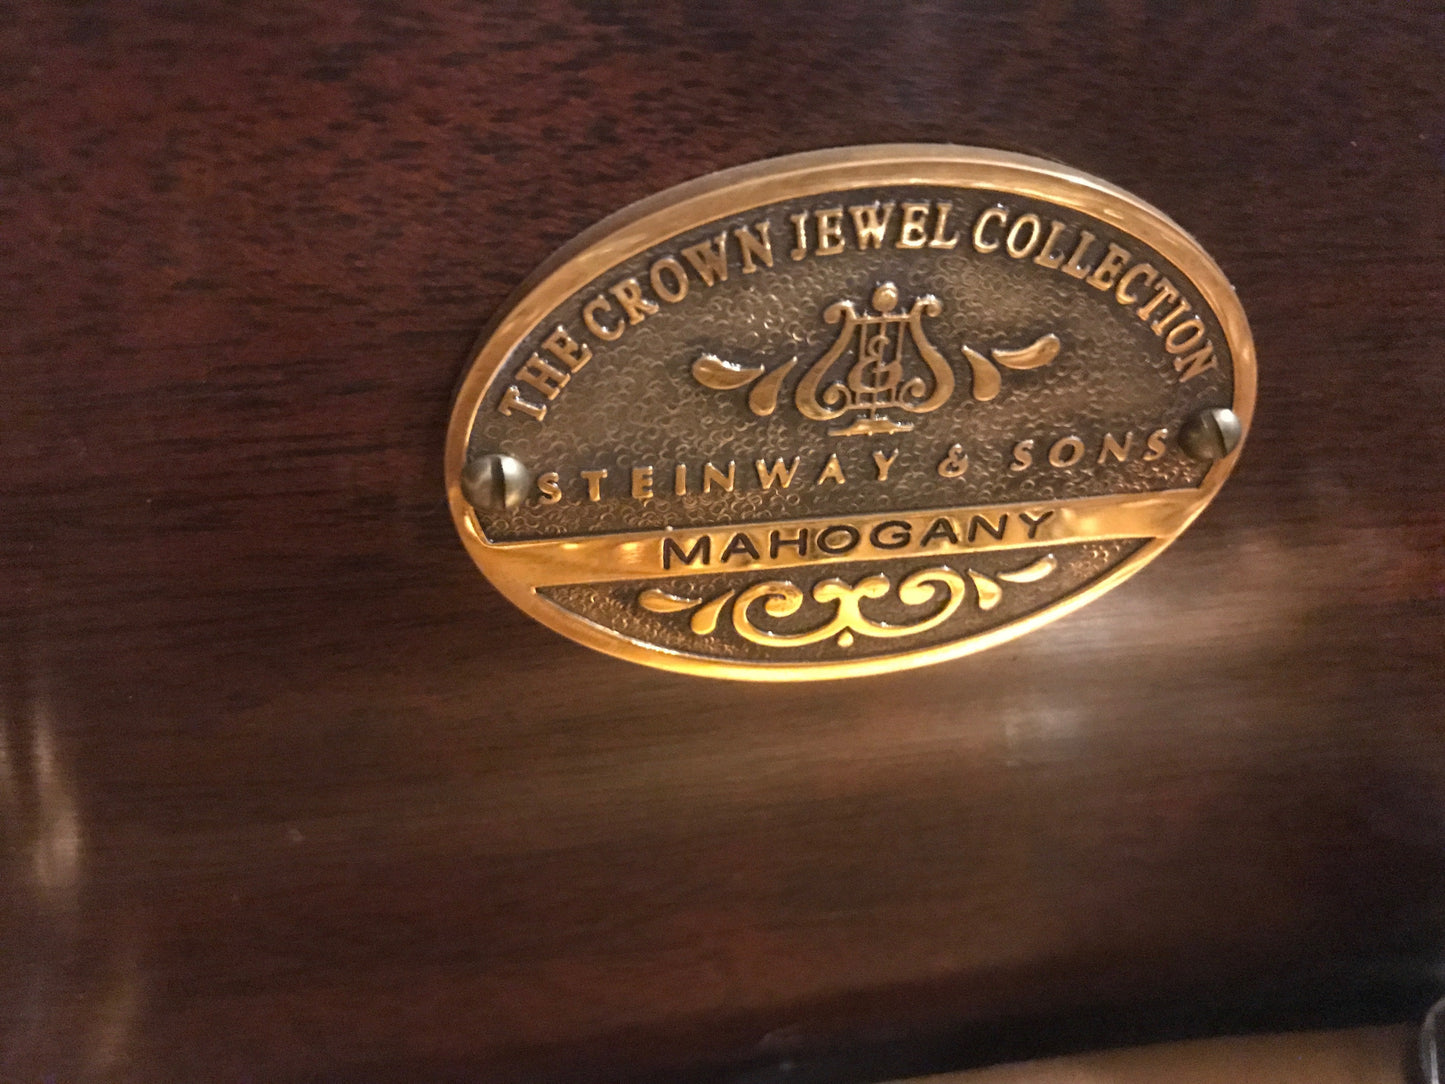 THE CROWN JEWEL COLLECTION
STEINWAY & SONS
MAHOGANY